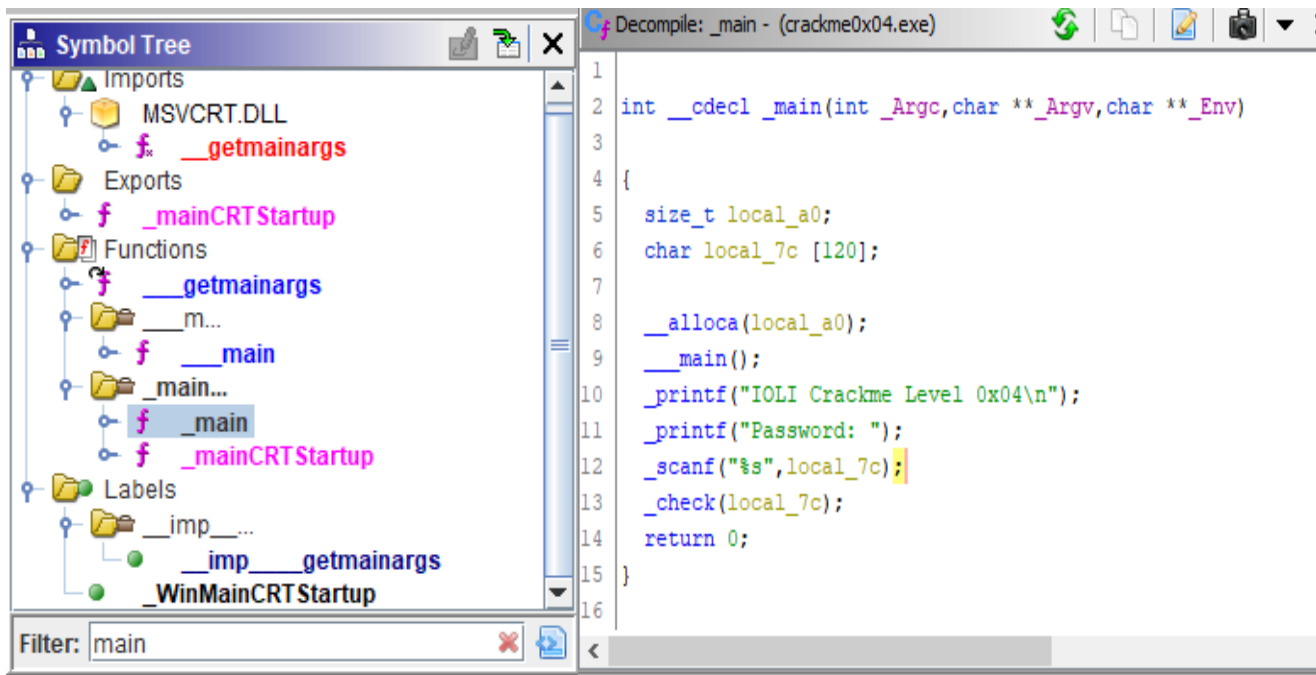 Symbol Tree
Imports
MSVCRT.DLL
__getmainargs
Exports
_mainCRTStartup
Functions
___getmainargs
___m...
___main
_main...
_main
_mainCRTStartup
Labels
__imp__...
__imp____getmainargs
_WinMainCRTStartup
Filter: main
Decompile: _main - (crackme0x04.exe)
1
2 int __cdecl _main(int _Argc,char **_Argv,char **_Env)
3
4 {
5 size_t local_a0;
6 char local_7c [120];
7
8 __alloca(local_a0);
9 ___main();
10 _printf("IOLI Crackme Level 0x04\n");
11 _printf("Password: ");
12 _scanf("%s",local_7c);
13 _check(local_7c);
14 return 0;
15 }
16